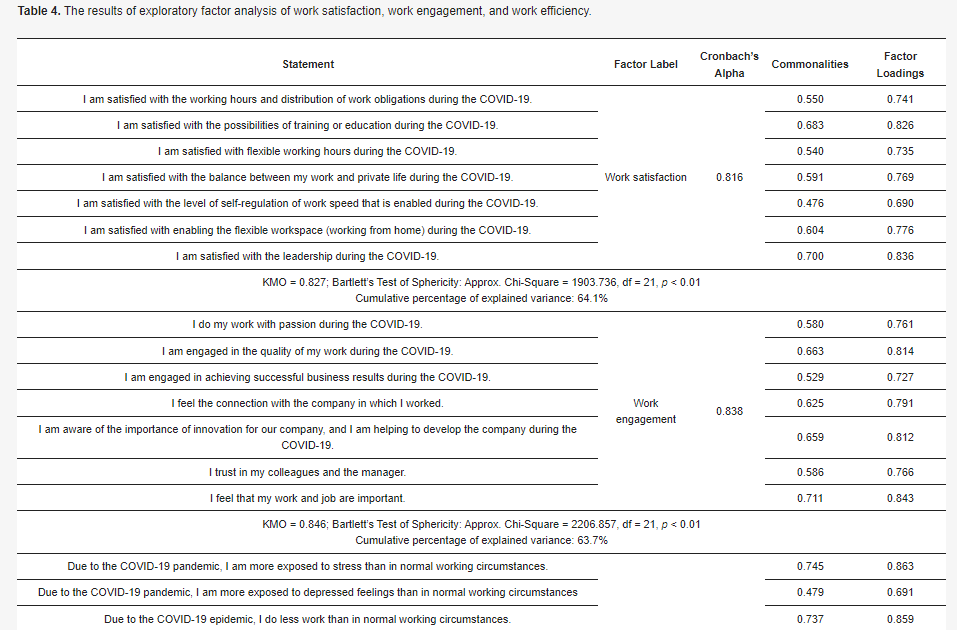 Table 4. The results of exploratory factor analysis of work satisfaction, work engagement, and work efficiency.
Statement Factor Label Cronbach's Alpha Commonalities Factor Loadings
I am satisfied with the working hours and distribution of work obligations during the COVID-19. 0.550 0.741
I am satisfied with the possibilities of training or education during the COVID-19. 0.683 0.826
I am satisfied with flexible working hours during the COVID-19. 0.540 0.735
I am satisfied with the balance between my work and private life during the COVID-19. Work satisfaction 0.816 0.591 0.769
I am satisfied with the level of self-regulation of work speed that is enabled during the COVID-19. 0.476 0.690
I am satisfied with enabling the flexible workspace (working from home) during the COVID-19. 0.604 0.776
I am satisfied with the leadership during the COVID-19. 0.700 0.836
KMO = 0.827; Bartlett's Test of Sphericity: Approx. Chi-Square = 1903.736, df = 21, p < 0.01
Cumulative percentage of explained variance: 64.1%
I do my work with passion during the COVID-19. 0.580 0.761
I am engaged in the quality of my work during the COVID-19. 0.663 0.814
I am engaged in achieving successful business results during the COVID-19. 0.529 0.727
I feel the connection with the company in which I worked. Work engagement 0.838 0.625 0.791
I am aware of the importance of innovation for our company, and I am helping to develop the company during the
COVID-19. 0.659 0.812
I trust in my colleagues and the manager. 0.586 0.766
I feel that my work and job are important. 0.711 0.843
KMO = 0.846; Bartlett's Test of Sphericity: Approx. Chi-Square = 2206.857, df = 21, p < 0.01
Cumulative percentage of explained variance: 63.7%
Due to the COVID-19 pandemic, I am more exposed to stress than in normal working circumstances. 0.745 0.863
Due to the COVID-19 pandemic, I am more exposed to depressed feelings than in normal working circumstances 0.479 0.691
Due to the COVID-19 epidemic, I do less work than in normal working circumstances. 0.737 0.859